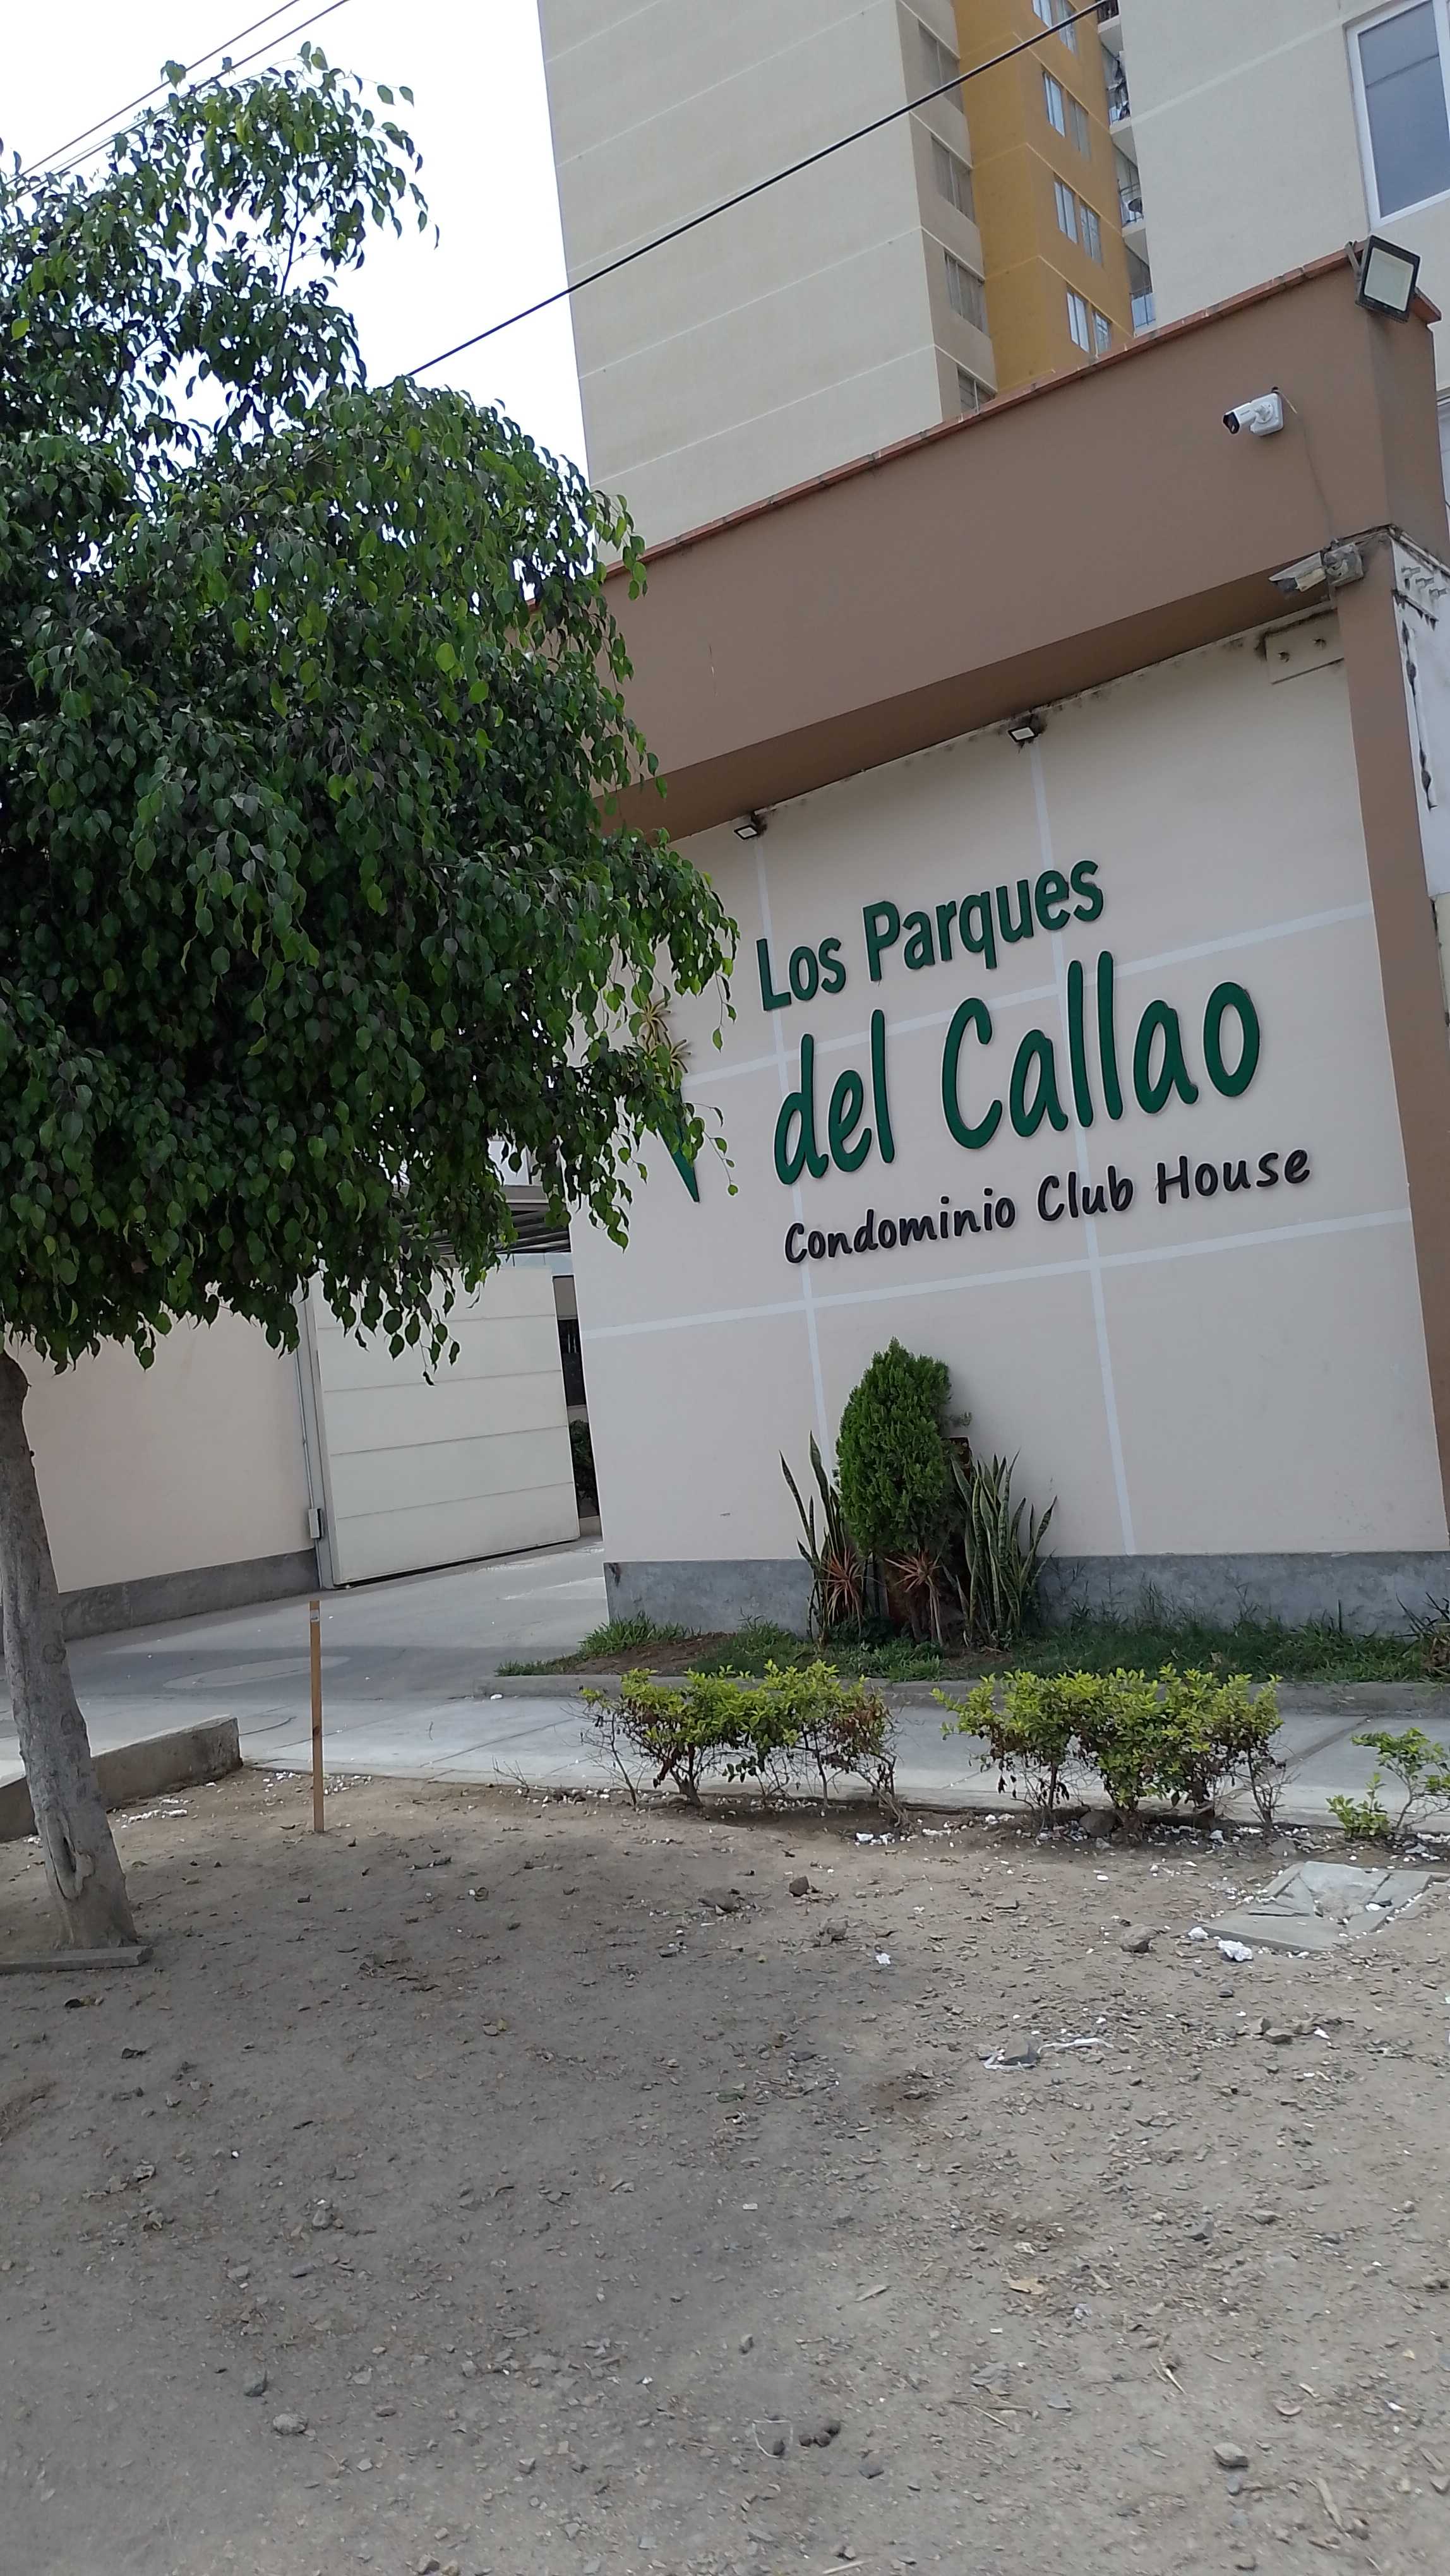 Los Parques
del Callao
Condominio Club House